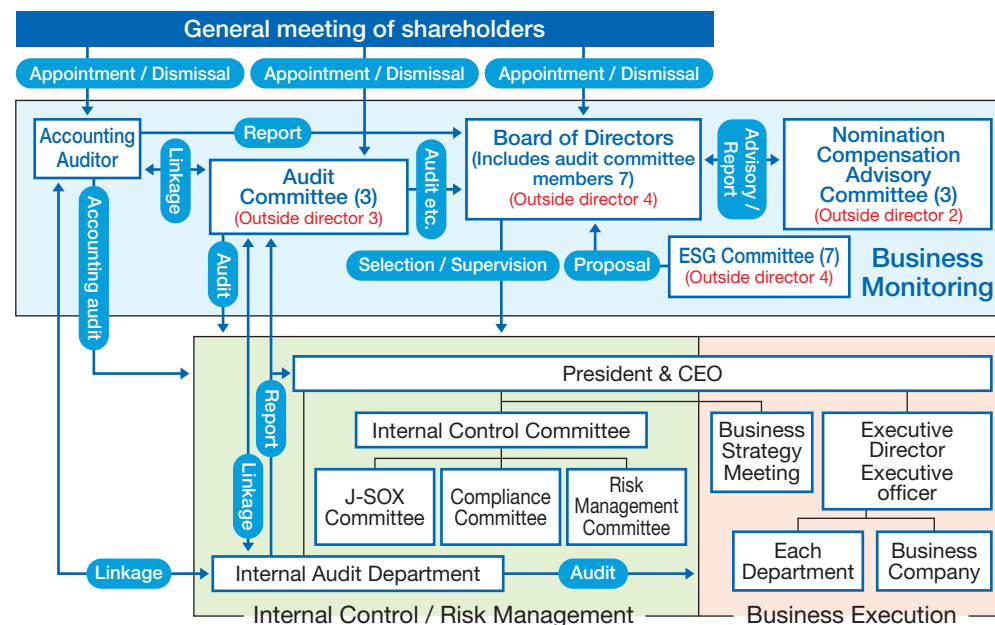 General meeting of shareholders
Appointment / Dismissal
Appointment / Dismissal
Appointment / Dismissal
Accounting
Auditor
Report
Linkage
Audit
Committee (3)
(Outside director 3)
Audit etc.
Board of Directors
(Includes audit committee
members 7)
(Outside director 4)
Advisory /
Report
Nomination
Compensation
Advisory
Committee (3)
(Outside director 2)
Accounting audit
Audit
Selection / Supervision
Proposal
ESG Committee (7)
(Outside director 4)
Business
Monitoring
President & CEO
Report
Linkage
Internal Control Committee
J-SOX
Committee
Compliance
Committee
Risk
Management
Committee
Business
Strategy
Meeting
Executive
Director
Executive
officer
Each
Department
Business
Company
Linkage
Internal Audit Department
Audit
Internal Control / Risk Management
Business Execution